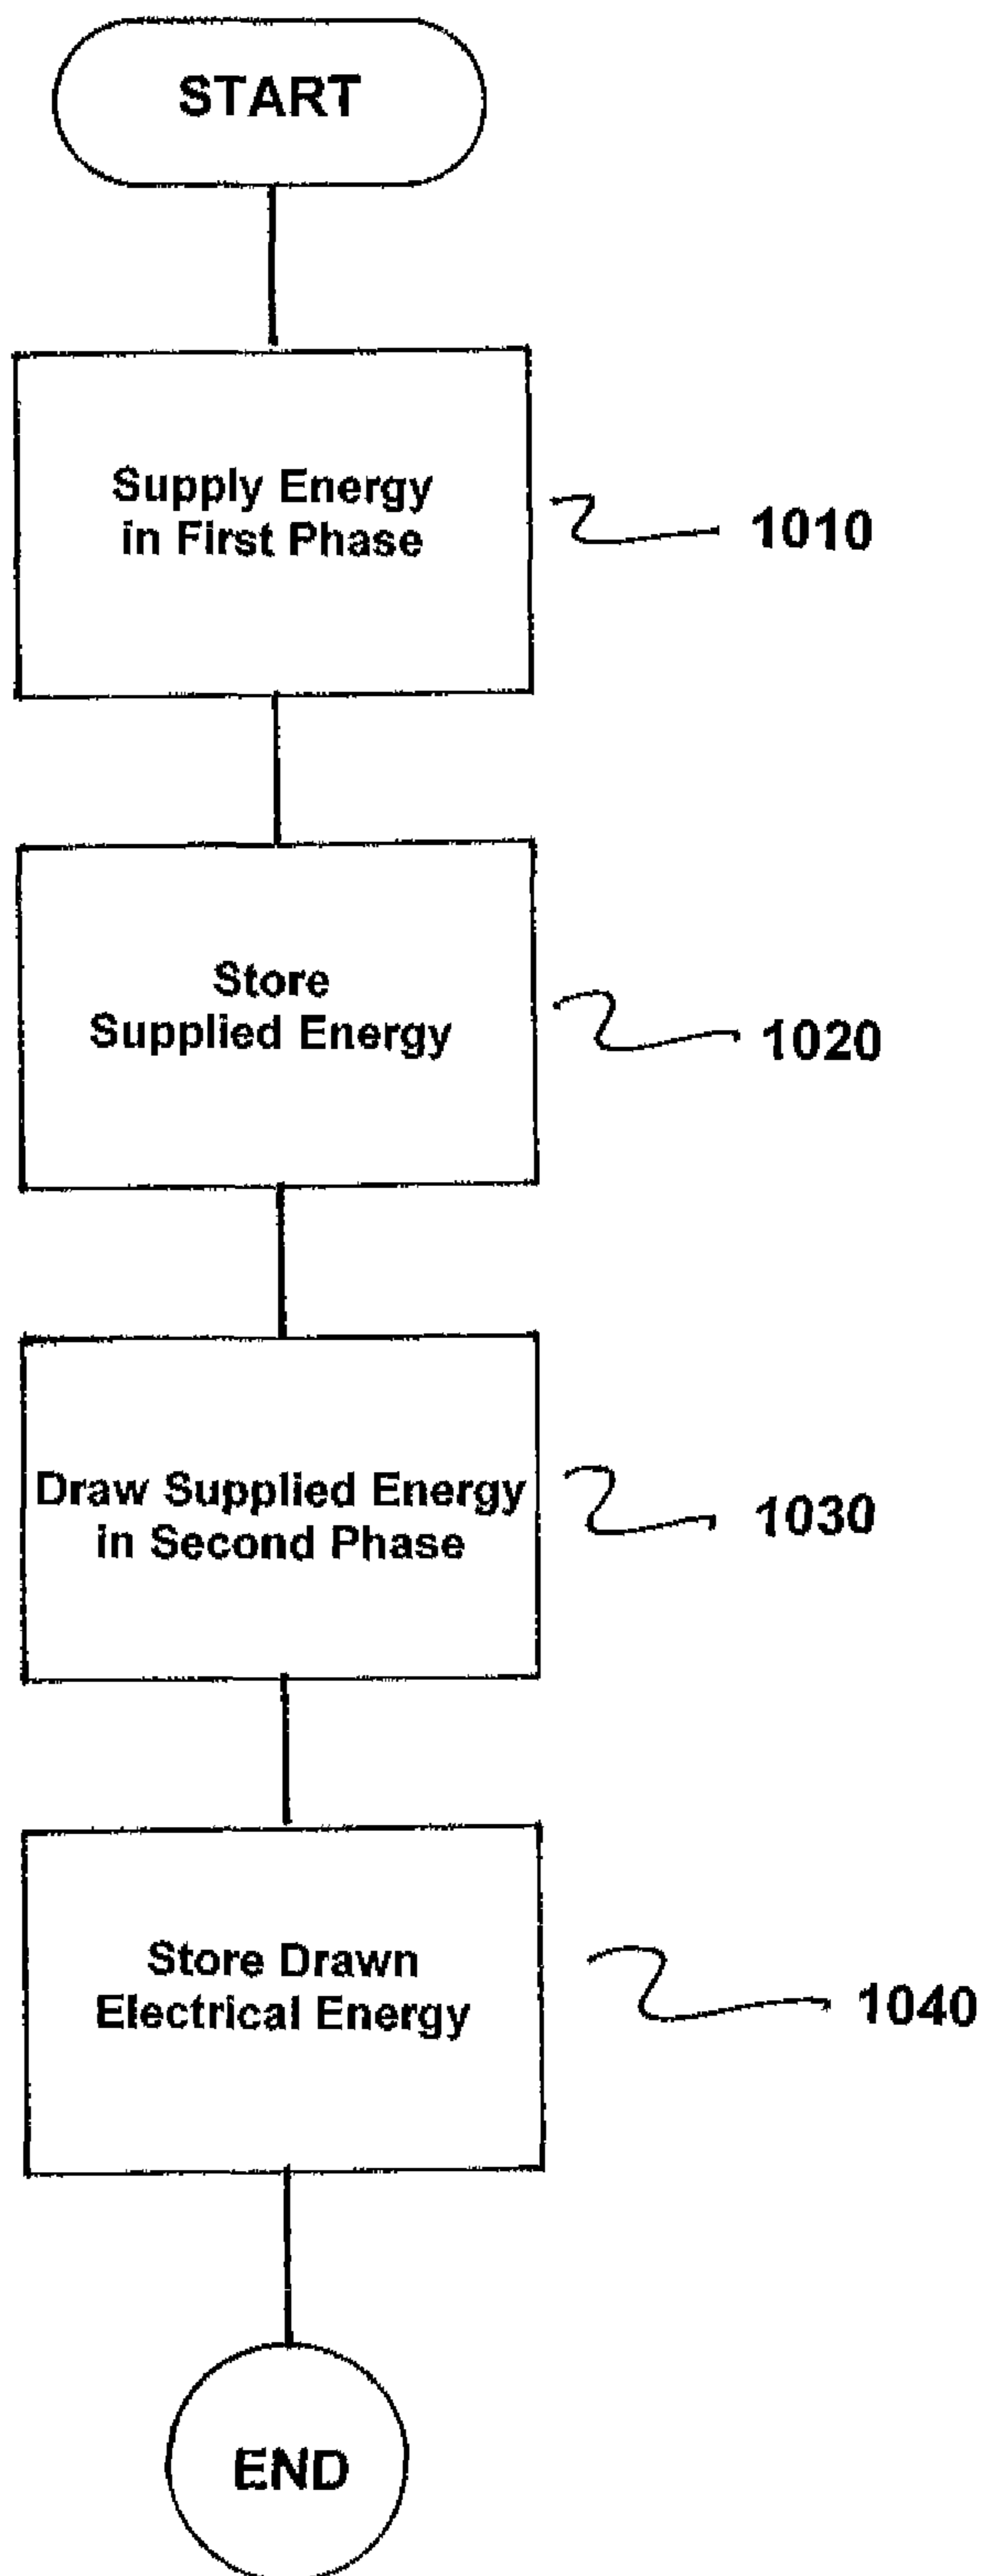 START
Supply Energy
in First Phase
1010
Store
Supplied Energy
1020
Draw Supplied Energy
in Second Phase
1030
Store Drawn
Electrical Energy
1040
END